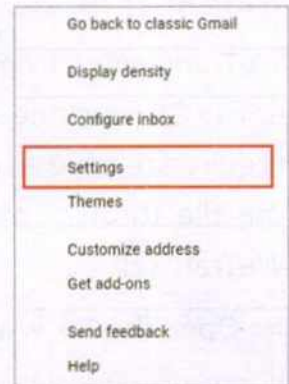 Go back to classic Gmail
Display density
Configure inbox
Settings
Themes
Customize address
Get add-ons
Send feedback
Help